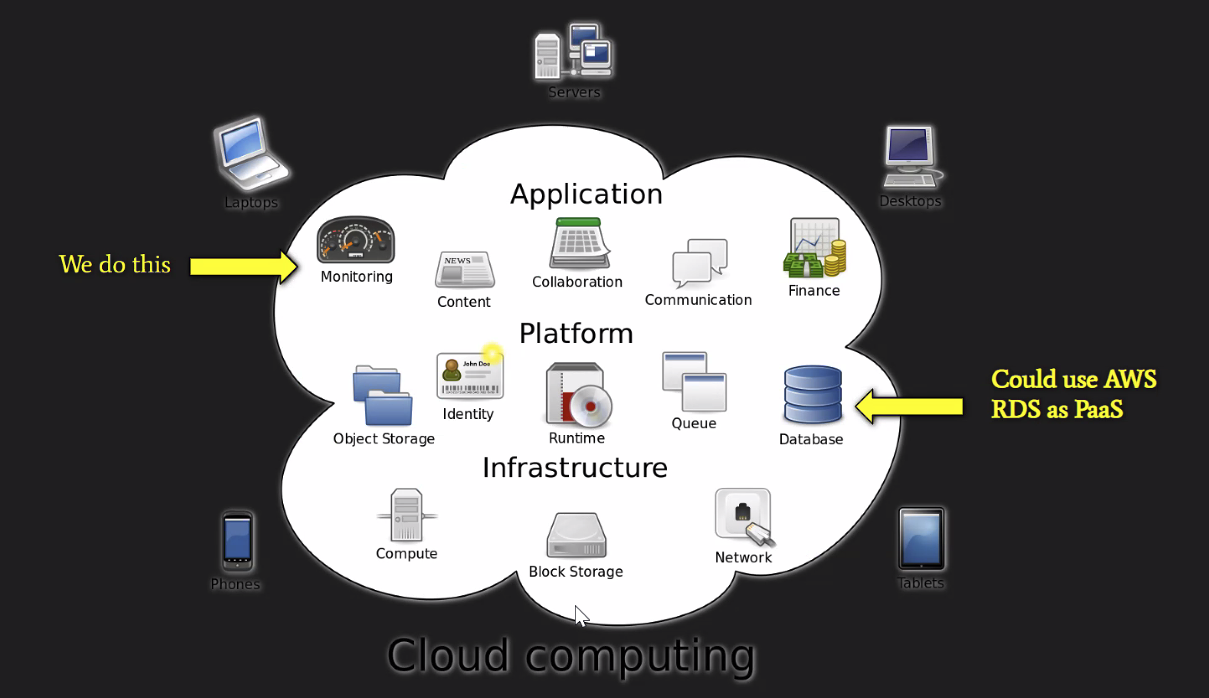 Servers
Laptops
Desktops
Application
We do this
Monitoring
NEWS
Content
Collaboration
Communication
Finance
Platform
John Doe
Could use AWS
RDS as PaaS
Object Storage
Identity
Runtime
Queue
Database
Infrastructure
Compute
Block Storage
Network
Phones
Tablets
Cloud computing